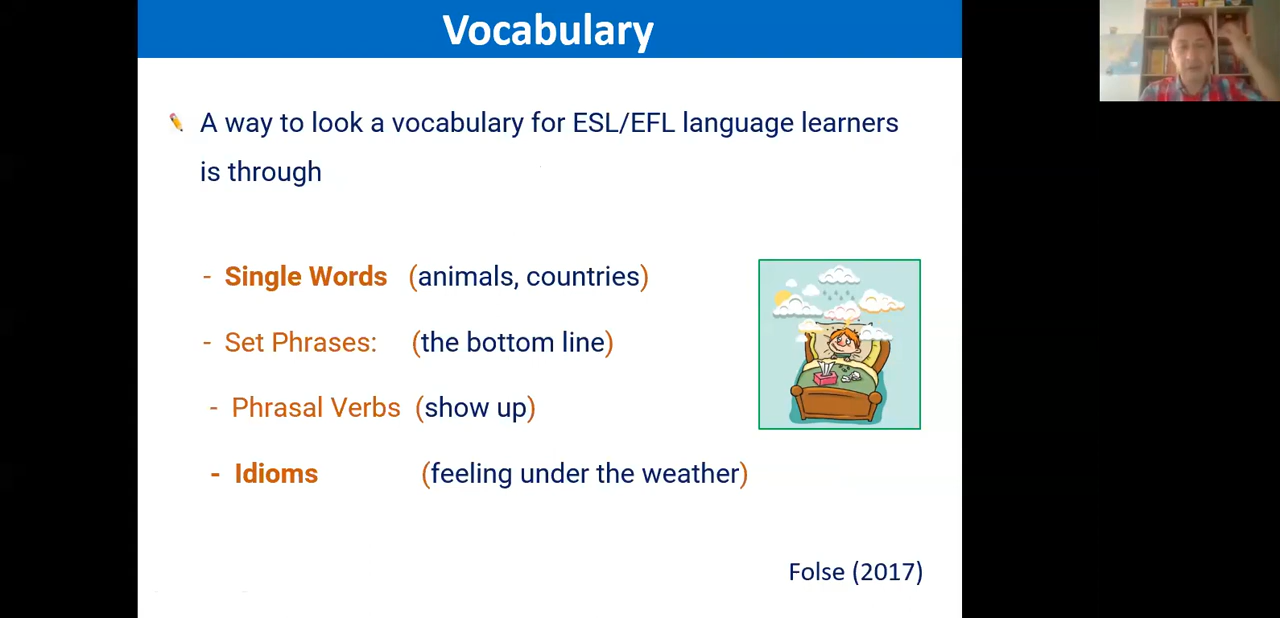 Vocabulary
A way to look a vocabulary for ESL/EFL language learners
is through
- Single Words (animals, countries)
- Set Phrases: (the bottom line)
- Phrasal Verbs (show up)
- Idioms (feeling under the weather)
Folse (2017)